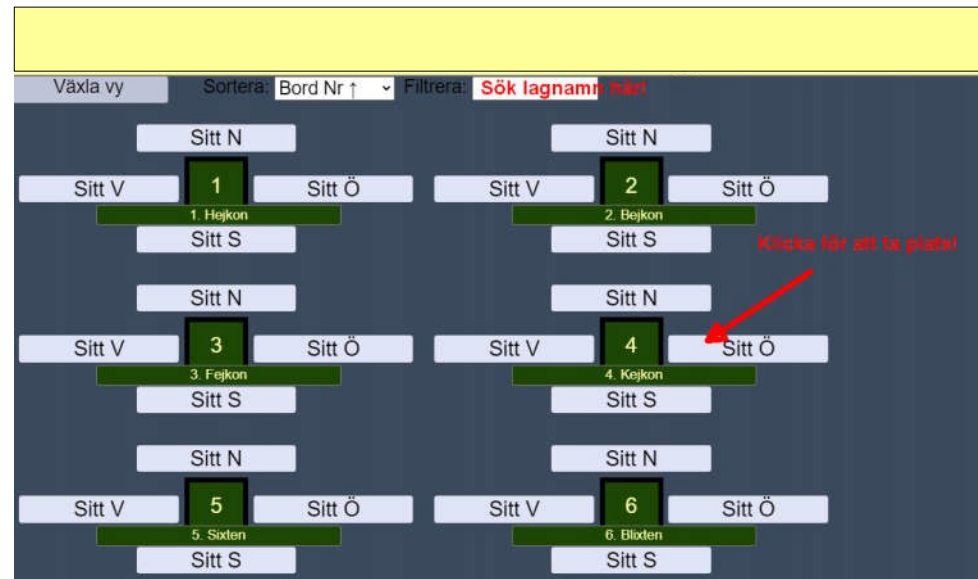 Växla vy Sortera: Bord Nr ↑ Filtrera: Sök lagnamn här!
Sitt N Sitt N
Sitt V 1 Sitt Ö Sitt V 2 Sitt Ö
1. Hejkon 2. Bejkon
Sitt S Sitt S
Klicka för att ta plats!
Sitt N Sitt N
Sitt V 3 Sitt Ö Sitt V 4 Sitt Ö
3. Fejkon 4. Kejkon
Sitt S Sitt S
Sitt N Sitt N
Sitt V 5 Sitt Ö Sitt V 6 Sitt Ö
5. Sixten 6. Blixten
Sitt S Sitt S